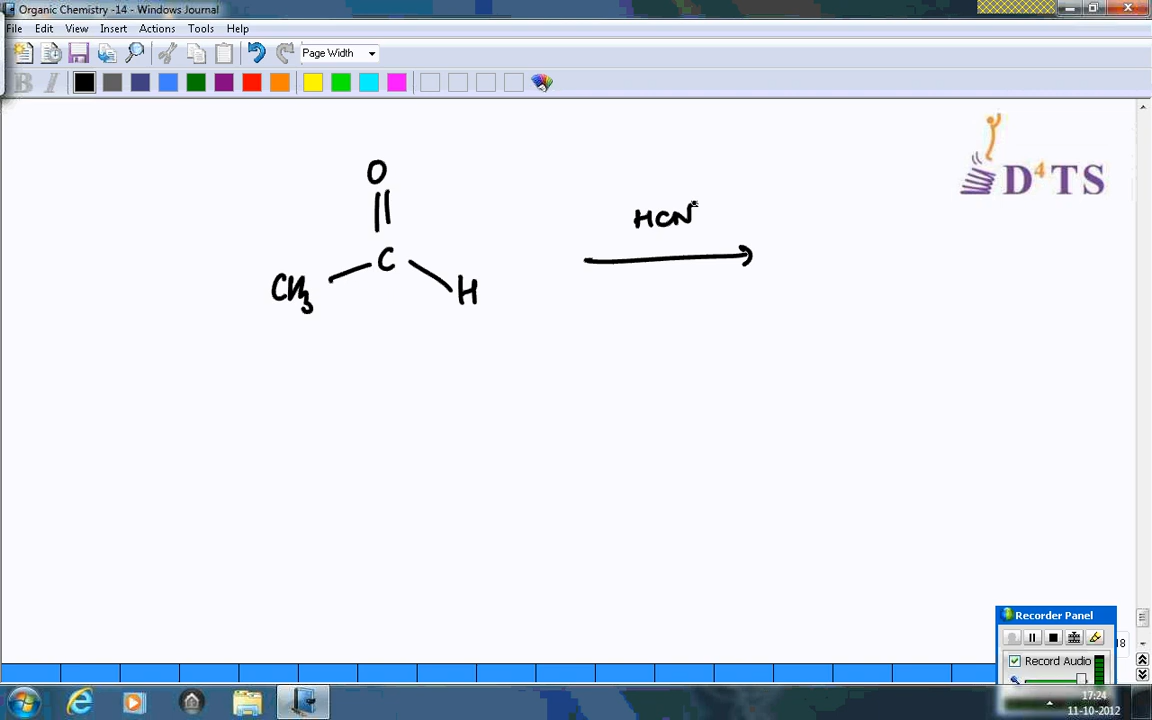 Organic Chemistry -14 - Windows Journal
File Edit View Insert Actions Tools Help
Page Width
B I
D4TS
O
HCN
C
CH3
H
Recorder Panel
18
Record Audio
17:24
11-10-2012